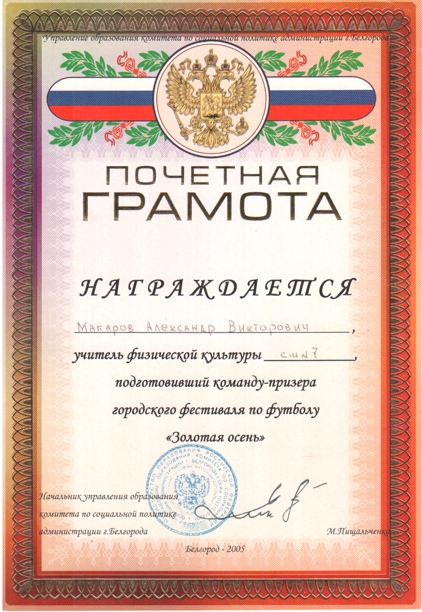 Управление образования комитета по социальной политике администрации г.Белгорода
ПОЧЕТНАЯ
ГРАМОТА
НАГРАЖДАЕТСЯ
Макаров Александр Викторович,
учитель физической культуры сш№7,
подготовивший команду-призера
городского фестиваля по футболу
«Золотая осень»
Начальник управления образования
комитета по социальной политике
администрации г.Белгорода М.Пищальченко
Белгород - 2005